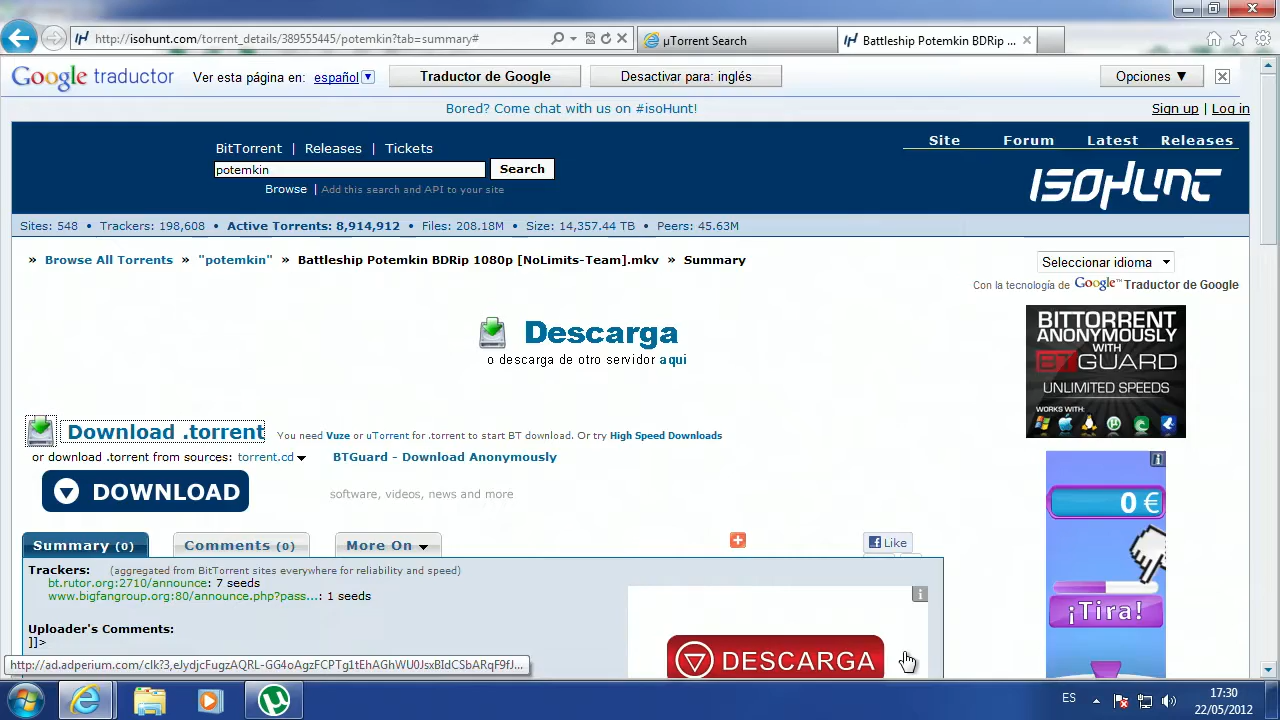 http://isohunt.com/torrent_details/389555445/potemkin?tab=summary#
µTorrent Search
Battleship Potemkin BDRip ...
Google traductor
Ver esta página en: español
Traductor de Google
Desactivar para: inglés
Opciones ▼
Bored? Come chat with us on #isoHunt!
Sign up | Log in
BitTorrent | Releases | Tickets
Site Forum Latest Releases
potemkin
Search
Browse | Add this search and API to your site
ISOHUNT
Sites: 548 • Trackers: 198,608 • Active Torrents: 8,914,912 • Files: 208.18M • Size: 14,357.44 TB • Peers: 45.63M
» Browse All Torrents » "potemkin" » Battleship Potemkin BDRip 1080p [NoLimits-Team].mkv » Summary
Seleccionar idioma
Con la tecnología de Google™ Traductor de Google
Descarga
o descarga de otro servidor aqui
BITTORRENT
ANONYMOUSLY
WITH
BTGUARD
UNLIMITED SPEEDS
WORKS WITH:
Download .torrent
You need Vuze or uTorrent for .torrent to start BT download. Or try High Speed Downloads
or download .torrent from sources: torrent.cd
BTGuard - Download Anonymously
DOWNLOAD
software, videos, news and more
0 €
¡Tira!
Summary (0)
Comments (0)
More On
Like
Trackers: (aggregated from BitTorrent sites everywhere for reliability and speed)
bt.rutor.org:2710/announce: 7 seeds
www.bigfangroup.org:80/announce.php?pass...: 1 seeds
Uploader's Comments:
]]>
DESCARGA
http://ad.adperium.com/clk?3,eJydjcFugzAQRL-GG4oAgzFCPTg1tEhAGhWU0JsxBIdCSbARqF9fJ...
ES
17:30
22/05/2012